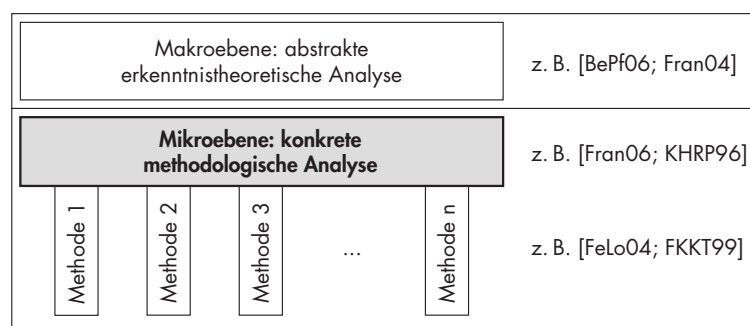 Makroebene: abstrakte
erkenntnistheoretische Analyse
z. B. [BePf06; Fran04]
Mikroebene: konkrete
methodologische Analyse
z. B. [Fran06; KHRP96]
Methode 1
Methode 2
Methode 3
...
Methode n
z. B. [FeLo04; FKKT99]